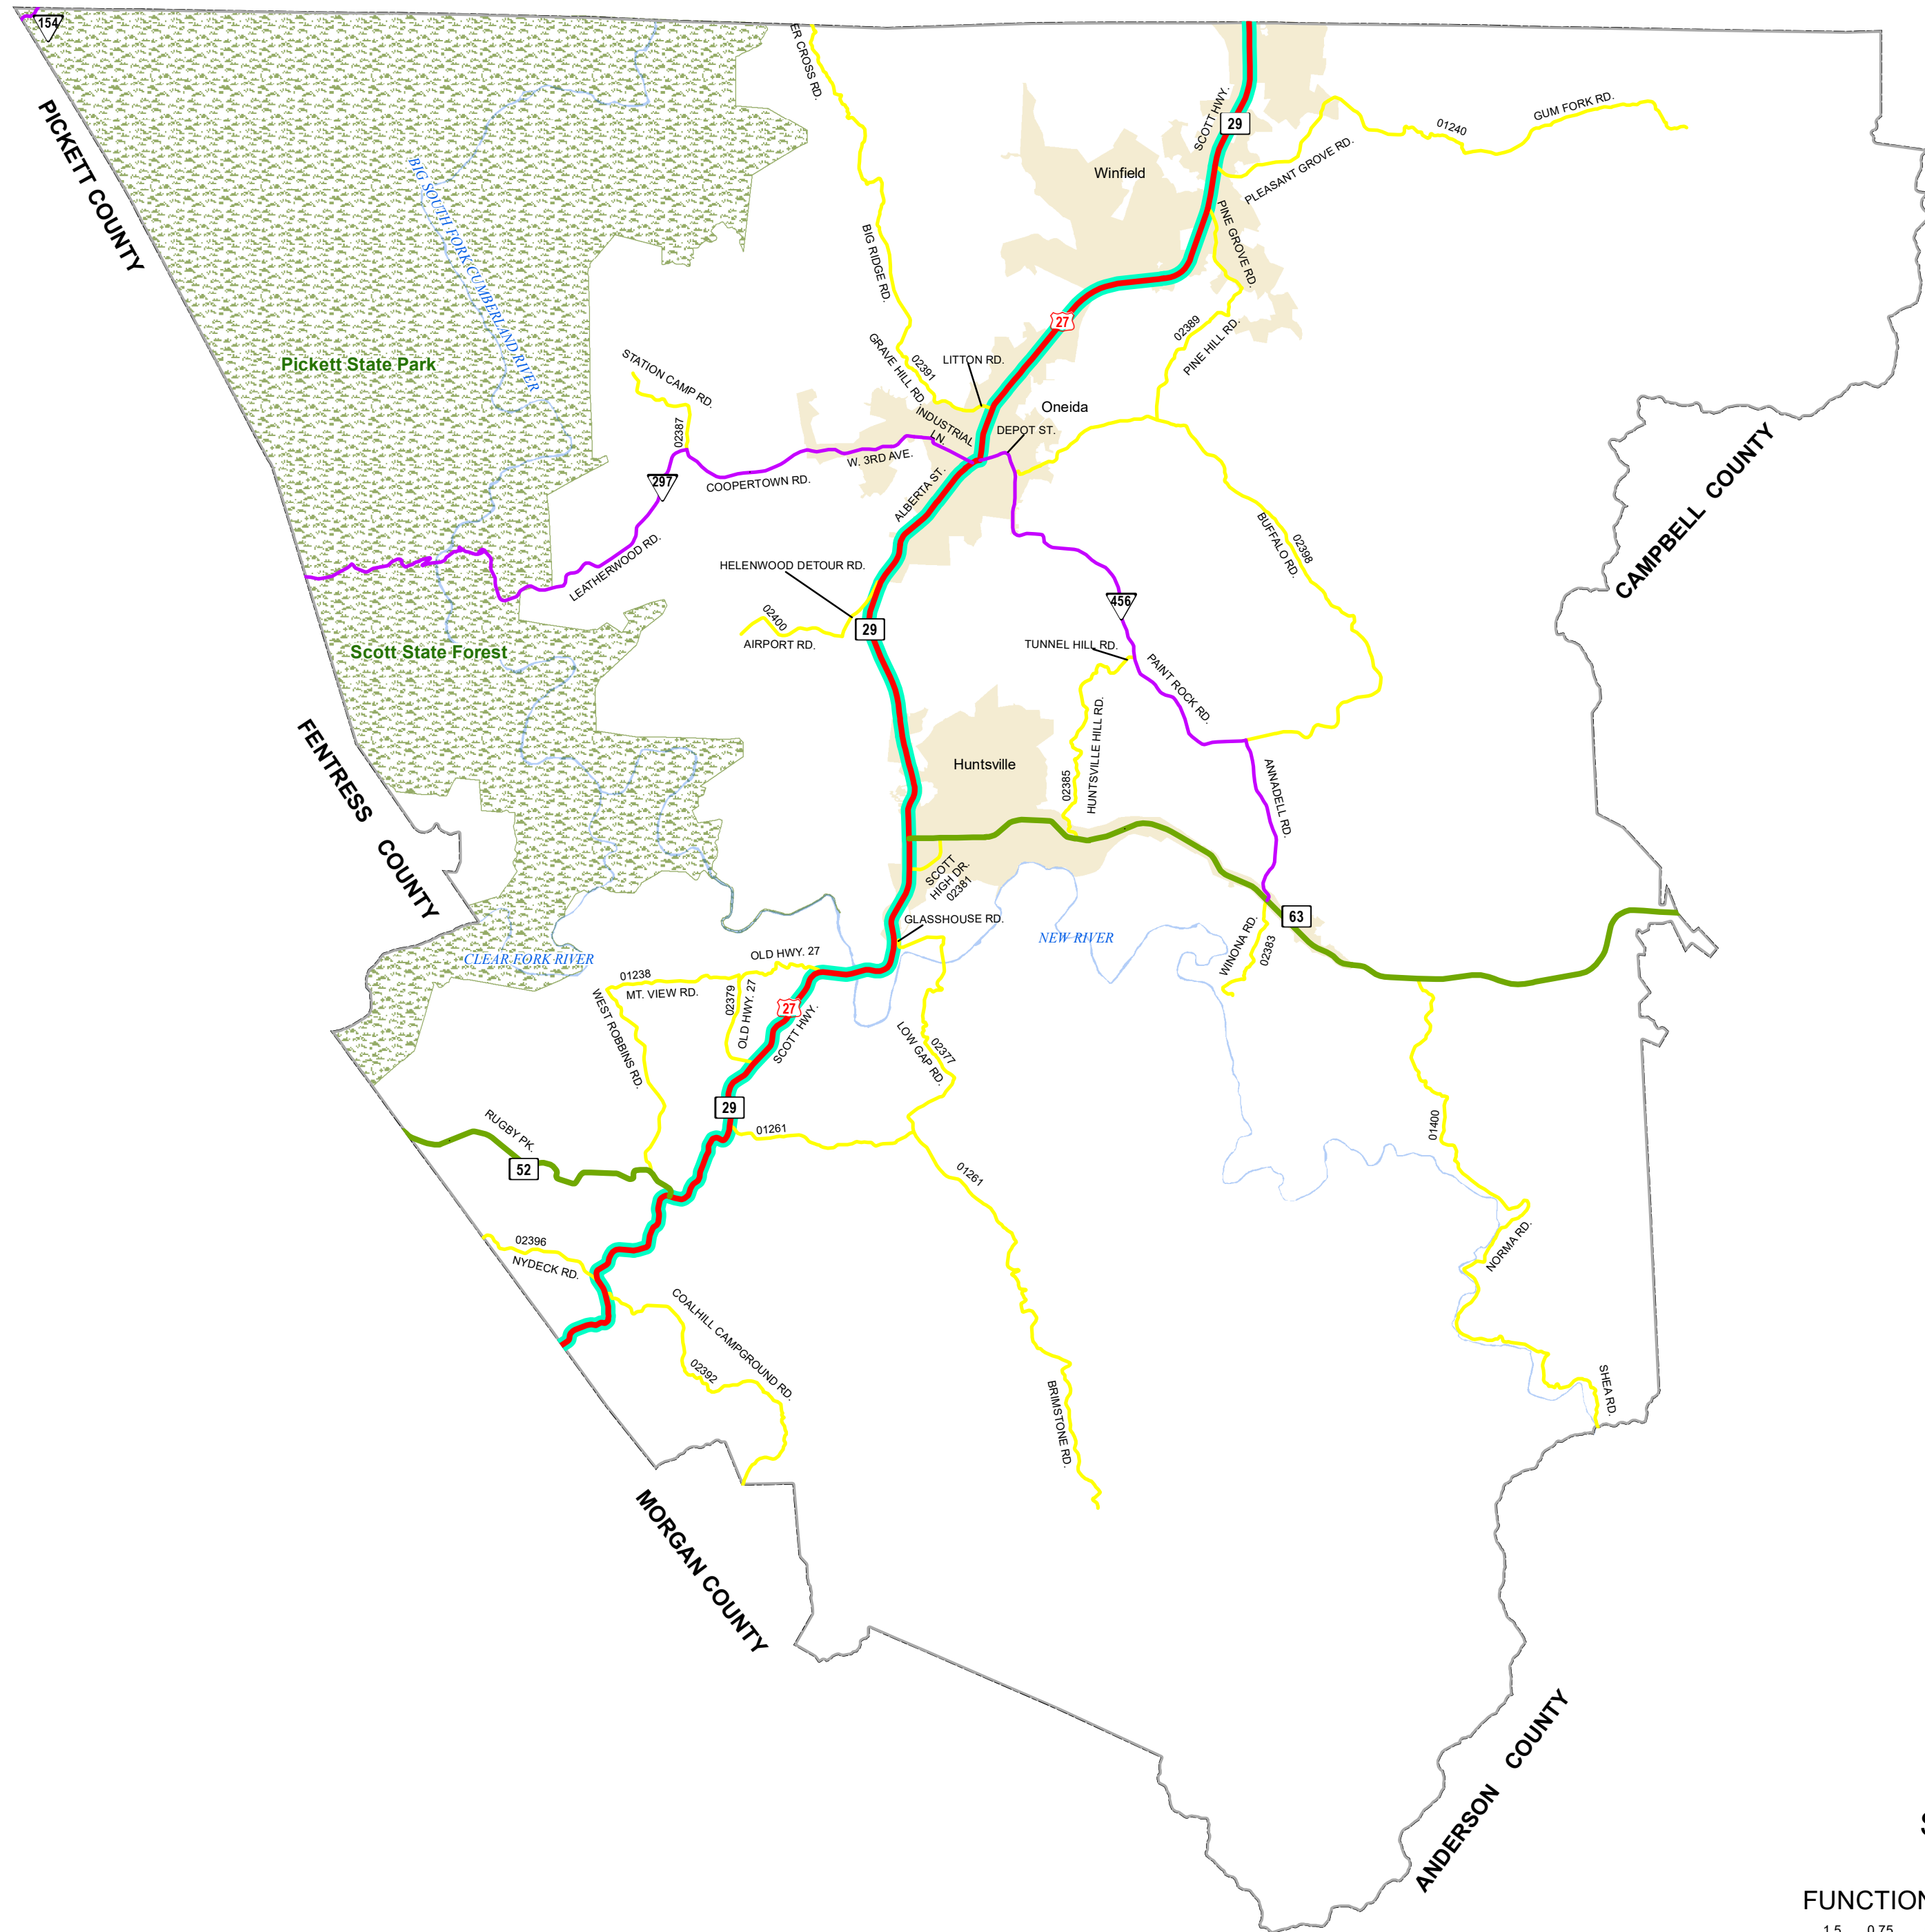 154
ER CROSS RD.
SCOTT HWY.
29
GUM FORK RD.
01240
PICKETT COUNTY
BIG SOUTH FORK CUMBERLAND RIVER
Winfield
PLEASANT GROVE RD.
PINE GROVE RD.
BIG RIDGE RD.
27
02389
PINE HILL RD.
Pickett State Park
STATION CAMP RD.
GRAVE HILL RD.
02391
LITTON RD.
Oneida
INDUSTRIAL
LN.
DEPOT ST.
02387
W. 3RD AVE.
297
COOPERTOWN RD.
ALBERTA ST.
CAMPBELL COUNTY
BUFFALO RD.
02398
LEATHERWOOD RD.
HELENWOOD DETOUR RD.
02400
29
AIRPORT RD.
456
TUNNEL HILL RD.
PAINT ROCK RD.
Scott State Forest
FENTRESS COUNTY
Huntsville
02385
HUNTSVILLE HILL RD.
ANNADELL RD.
SCOTT
HIGH DR.
02381
GLASSHOUSE RD.
63
NEW RIVER
WINONA RD.
02383
CLEAR FORK RIVER
OLD HWY. 27
01238
MT. VIEW RD.
02379
OLD HWY. 27
27
SCOTT HWY.
WEST ROBBINS RD.
LOW GAP RD.
02377
29
01261
RUGBY PK.
52
01400
01261
02396
NYDECK RD.
NORMA RD.
COALHILL CAMPGROUND RD.
02392
BRIMSTONE RD.
SHEA RD.
MORGAN COUNTY
ANDERSON COUNTY
S
FUNCTION
1.5 0.75